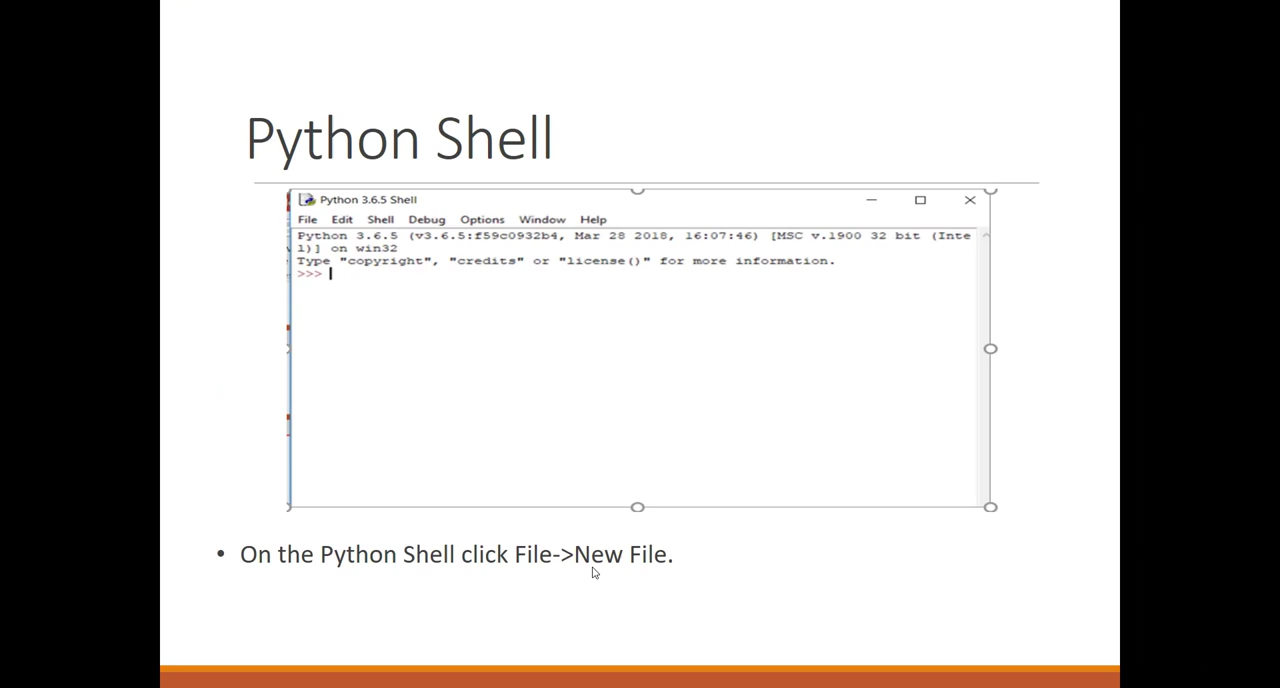 Python Shell
Python 3.6.5 Shell
File Edit Shell Debug Options Window Help
Python 3.6.5 (v3.6.5:f59c0932b4, Mar 28 2018, 16:07:46) [MSC v.1900 32 bit (Inte
l)] on win32
Type "copyright", "credits" or "license()" for more information.
>>>
• On the Python Shell click File->New File.